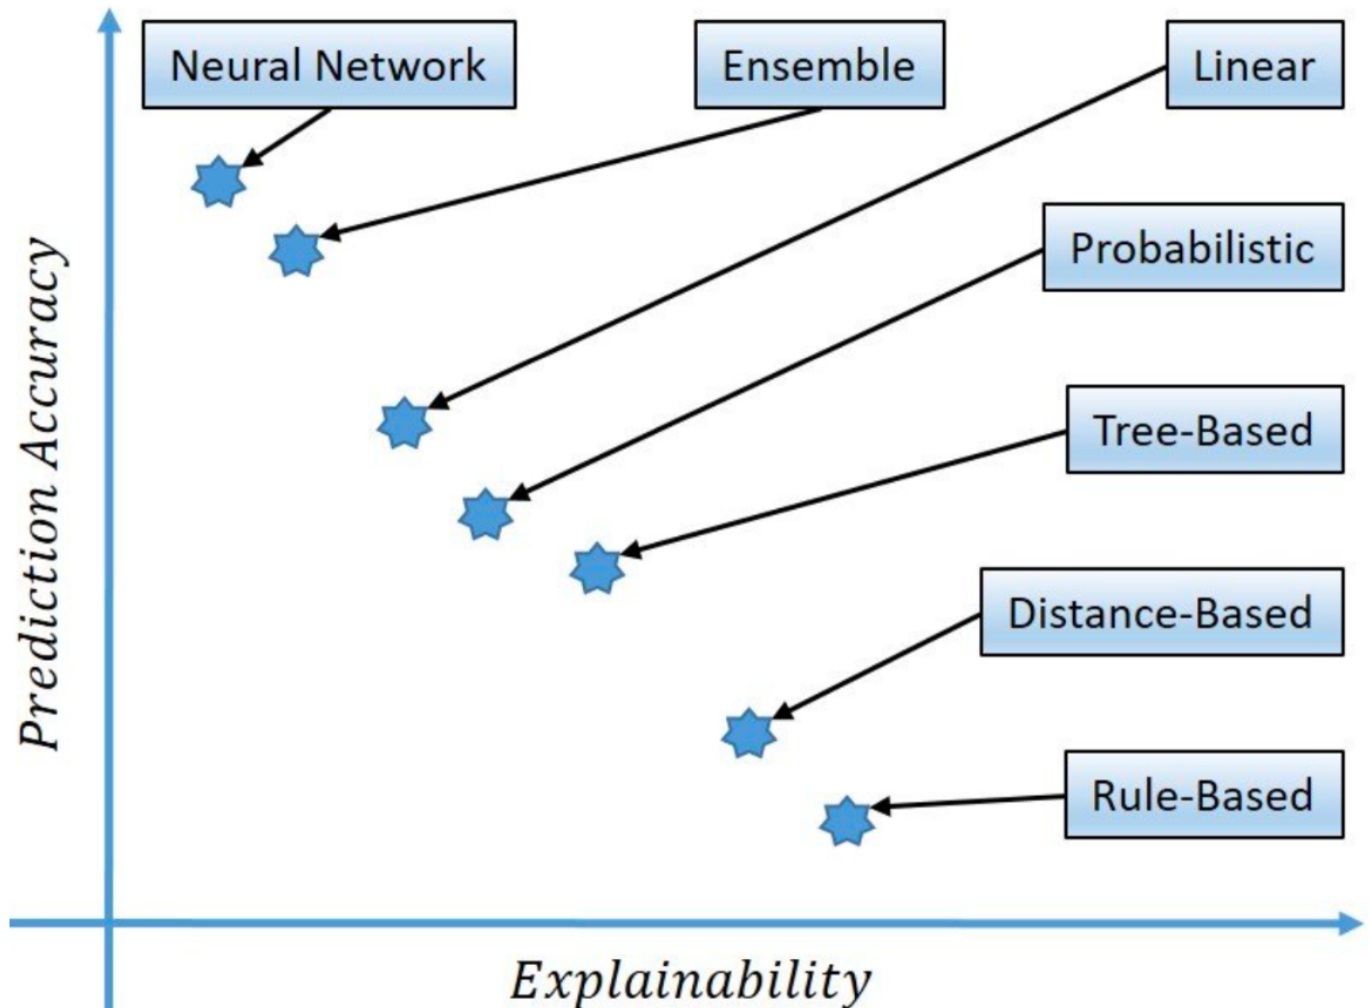 Neural Network
Ensemble
Linear
Probabilistic
Tree-Based
Distance-Based
Rule-Based
Prediction Accuracy
Explainability